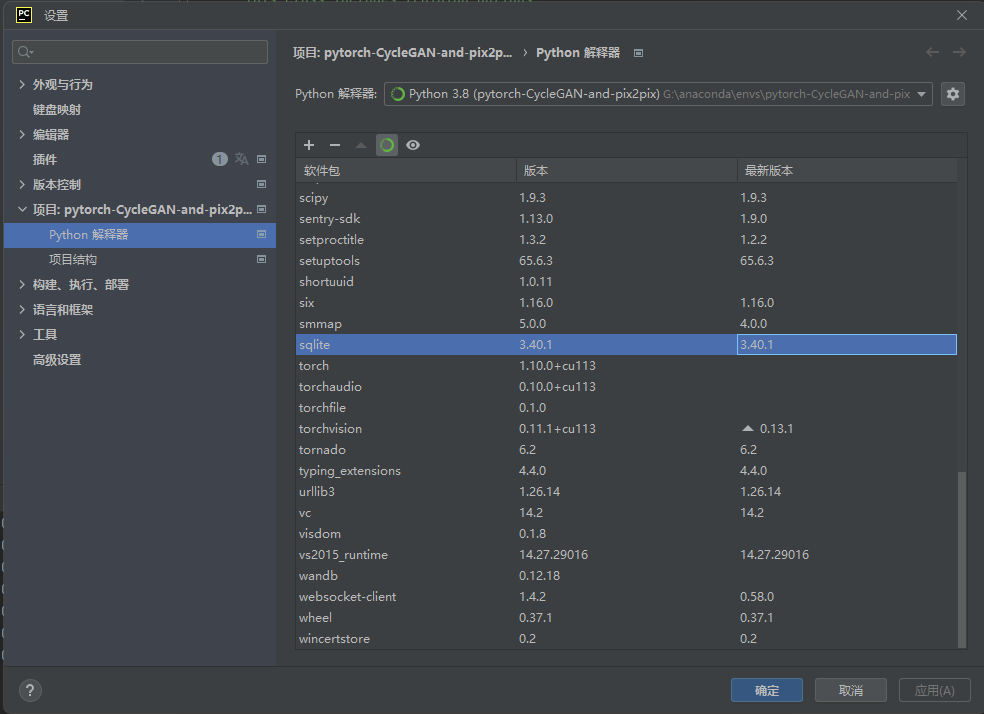 PC 设置
项目: pytorch-CycleGAN-and-pix2p... › Python 解释器
外观与行为
键盘映射
编辑器
插件 1
版本控制
项目: pytorch-CycleGAN-and-pix2p...
Python 解释器
项目结构
构建、执行、部署
语言和框架
工具
高级设置
Python 解释器: Python 3.8 (pytorch-CycleGAN-and-pix2pix) G:\anaconda\envs\pytorch-CycleGAN-and-pix
软件包 版本 最新版本
scipy 1.9.3 1.9.3
sentry-sdk 1.13.0 1.9.0
setproctitle 1.3.2 1.2.2
setuptools 65.6.3 65.6.3
shortuuid 1.0.11
six 1.16.0 1.16.0
smmap 5.0.0 4.0.0
sqlite 3.40.1 3.40.1
torch 1.10.0+cu113
torchaudio 0.10.0+cu113
torchfile 0.1.0
torchvision 0.11.1+cu113 0.13.1
tornado 6.2 6.2
typing_extensions 4.4.0 4.4.0
urllib3 1.26.14 1.26.14
vc 14.2 14.2
visdom 0.1.8
vs2015_runtime 14.27.29016 14.27.29016
wandb 0.12.18
websocket-client 1.4.2 0.58.0
wheel 0.37.1 0.37.1
wincertstore 0.2 0.2
? 确定 取消 应用(A)